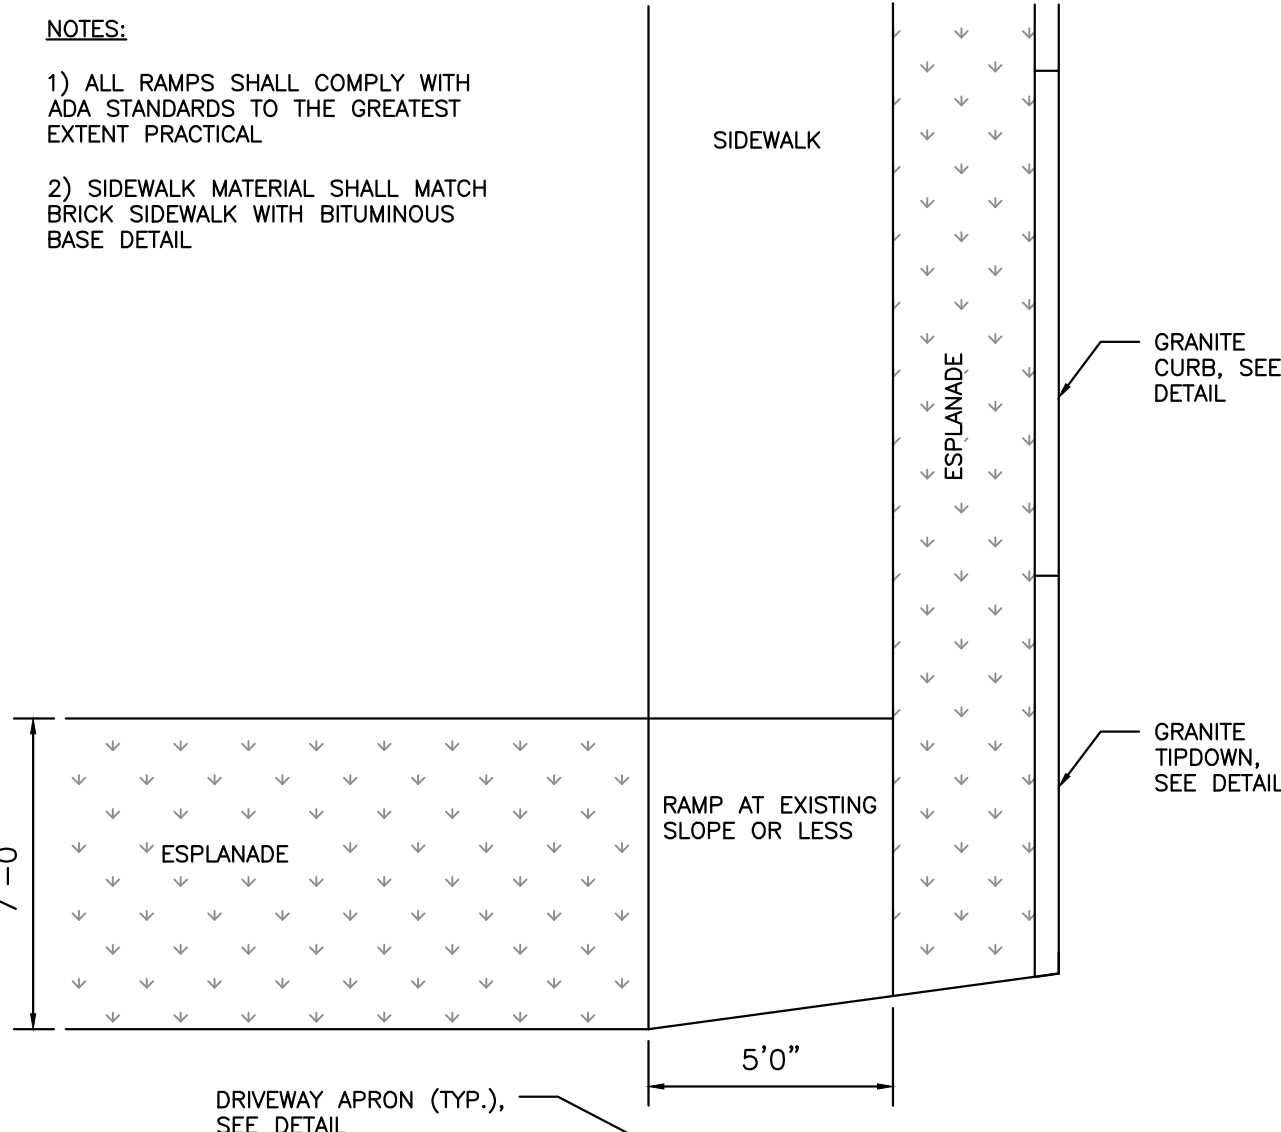 NOTES:
1) ALL RAMPS SHALL COMPLY WITH
ADA STANDARDS TO THE GREATEST
EXTENT PRACTICAL
2) SIDEWALK MATERIAL SHALL MATCH
BRICK SIDEWALK WITH BITUMINOUS
BASE DETAIL
SIDEWALK
ESPLANADE
GRANITE
CURB, SEE
DETAIL
GRANITE
TIPDOWN,
SEE DETAIL
RAMP AT EXISTING
SLOPE OR LESS
ESPLANADE
5'0"
DRIVEWAY APRON (TYP.),
SEE DETAIL